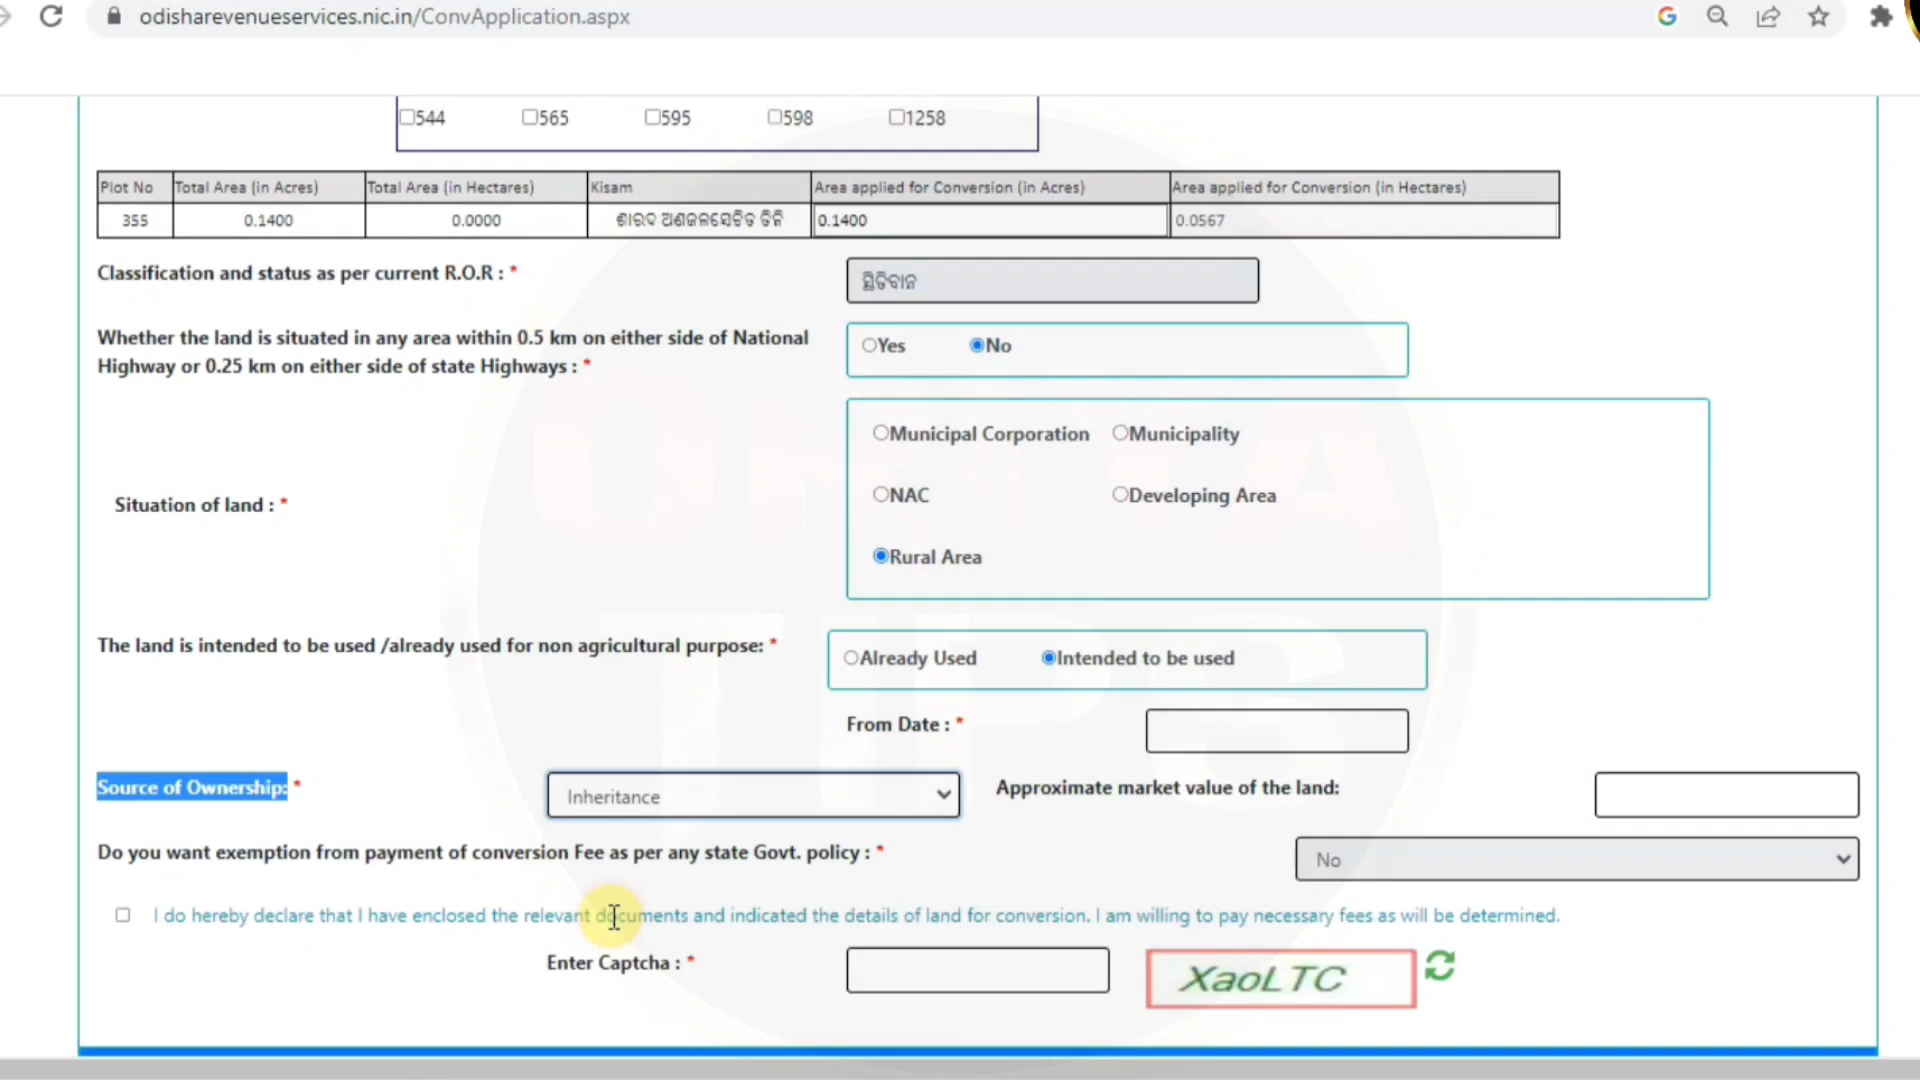 odisharevenueservices.nic.in/ConvApplication.aspx
544 565 595 598 1258
Plot No Total Area (in Acres) Total Area (in Hectares) Kisam Area applied for Conversion (in Acres) Area applied for Conversion (in Hectares)
355 0.1400 0.0000 ଶାରଦ ଅଣଜଳସେଚିତ ତିନି 0.1400 0.0567
Classification and status as per current R.O.R : * ସ୍ଥିତିବାନ
Whether the land is situated in any area within 0.5 km on either side of National
Highway or 0.25 km on either side of state Highways : *
Yes No
Municipal Corporation Municipality
NAC Developing Area
Situation of land : *
Rural Area
The land is intended to be used /already used for non agricultural purpose: *
Already Used Intended to be used
From Date : *
Source of Ownership: * Inheritance Approximate market value of the land:
Do you want exemption from payment of conversion Fee as per any state Govt. policy : * No
I do hereby declare that I have enclosed the relevant documents and indicated the details of land for conversion. I am willing to pay necessary fees as will be determined.
Enter Captcha : * XaoLTC
ONITA
TIPS